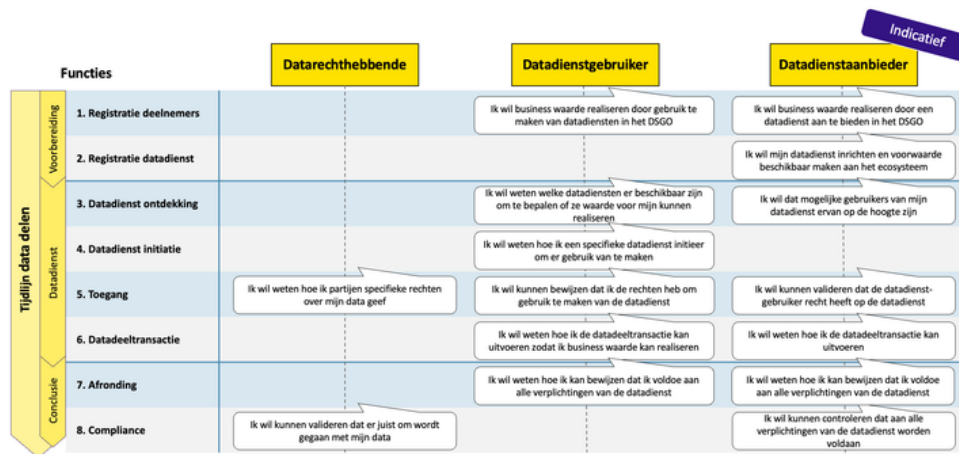 Indicatief
Functies
Datarechthebbende
Datadienstgebruiker
Datadienstaanbieder
Tijdlijn data delen
Voorbereiding
1. Registratie deelnemers
Ik wil business waarde realiseren door gebruik te
maken van datadiensten in het DSGO
Ik wil business waarde realiseren door een
datadienst aan te bieden in het DSGO
2. Registratie datadienst
Ik wil mijn datadienst inrichten en voorwaarde
beschikbaar maken aan het ecosysteem
Datadienst
3. Datadienst ontdekking
Ik wil weten welke datadiensten er beschikbaar zijn
om te bepalen of ze waarde voor mijn kunnen
realiseren
Ik wil dat mogelijke gebruikers van mijn
datadienst ervan op de hoogte zijn
4. Datadienst initiatie
Ik wil weten hoe ik een specifieke datadienst initieer
om er gebruik van te maken
5. Toegang
Ik wil weten hoe ik partijen specifieke rechten
over mijn data geef
Ik wil kunnen bewijzen dat ik de rechten heb om
gebruik te maken van de datadienst
Ik wil kunnen valideren dat de datadienst-
gebruiker recht heeft op de datadienst
6. Datadeeltransactie
Ik wil weten hoe ik de datadeeltransactie kan
uitvoeren zodat ik business waarde kan realiseren
Ik wil weten hoe ik de datadeeltransactie kan
uitvoeren
Conclusie
7. Afronding
Ik wil weten hoe ik kan bewijzen dat ik voldoe aan
alle verplichtingen van de datadienst
Ik wil weten hoe ik kan bewijzen dat ik voldoe
aan alle verplichtingen van de datadienst
8. Compliance
Ik wil kunnen valideren dat er juist om wordt
gegaan met mijn data
Ik wil kunnen controleren dat aan alle
verplichtingen van de datadienst worden
voldaan